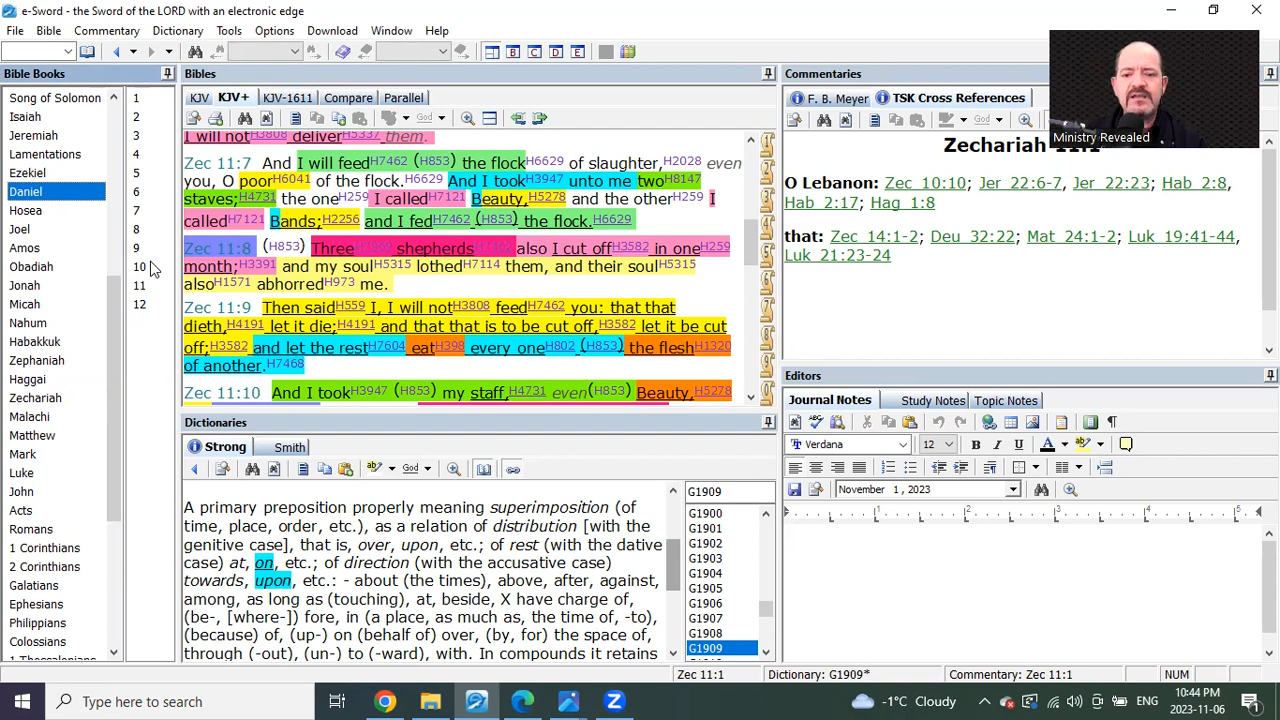 e-Sword - the Sword of the LORD with an electronic edge
File Bible Commentary Dictionary Tools Options Download Window Help
B C D E
Bible Books
Song of Solomon
Isaiah
Jeremiah
Lamentations
Ezekiel
Daniel
Hosea
Joel
Amos
Obadiah
Jonah
Micah
Nahum
Habakkuk
Zephaniah
Haggai
Zechariah
Malachi
Matthew
Mark
Luke
John
Acts
Romans
1 Corinthians
2 Corinthians
Galatians
Ephesians
Philippians
Colossians
1 Thessalonians
1
2
3
4
5
6
7
8
9
10
11
12
Bibles
KJV KJV+ KJV-1611 Compare Parallel
God
I will not H3808 deliver H5337 them.
Zec 11:7 And I will feed H7462 (H853) the flock H6629 of slaughter, H2028 even
you, O poor H6041 of the flock. H6629 And I took H3947 unto me two H8147
staves; H4731 the one H259 I called H7121 Beauty, H5278 and the other H259 I
called H7121 Bands; H2256 and I fed H7462 (H853) the flock. H6629
Zec 11:8 (H853) Three H7969 shepherds H7462 also I cut off H3582 in one H259
month; H3391 and my soul H5315 lothed H7114 them, and their soul H5315
also H1571 abhorred H973 me.
Zec 11:9 Then said H559 I, I will not H3808 feed H7462 you: that that
dieth, H4191 let it die; H4191 and that that is to be cut off, H3582 let it be cut
off; H3582 and let the rest H7604 eat H398 every one H802 (H853) the flesh H1320
of another. H7468
Zec 11:10 And I took H3947 (H853) my staff, H4731 even (H853) Beauty, H5278
Dictionaries
Strong Smith
God
A primary preposition properly meaning superimposition (of
time, place, order, etc.), as a relation of distribution [with the
genitive case], that is, over, upon, etc.; of rest (with the dative
case) at, on, etc.; of direction (with the accusative case)
towards, upon, etc.: - about (the times), above, after, against,
among, as long as (touching), at, beside, X have charge of,
(be-, [where-]) fore, in (a place, as much as, the time of, -to),
(because) of, (up-) on (behalf of) over, (by, for) the space of,
through (-out), (un-) to (-ward), with. In compounds it retains
G1909
G1900
G1901
G1902
G1903
G1904
G1905
G1906
G1907
G1908
G1909
Commentaries
F. B. Meyer TSK Cross References
God
Zechariah 11:1
O Lebanon: Zec 10:10; Jer 22:6-7, Jer 22:23; Hab 2:8,
Hab 2:17; Hag 1:8
that: Zec 14:1-2; Deu 32:22; Mat 24:1-2; Luk 19:41-44,
Luk 21:23-24
Ministry Revealed
Editors
Journal Notes Study Notes Topic Notes
Verdana 12 B I U A
November 1, 2023
1 2 3 4 5
Zec 11:1 Dictionary: G1909* Commentary: Zec 11:1 NUM
Type here to search
-1°C Cloudy ENG 10:44 PM
2023-11-06
1